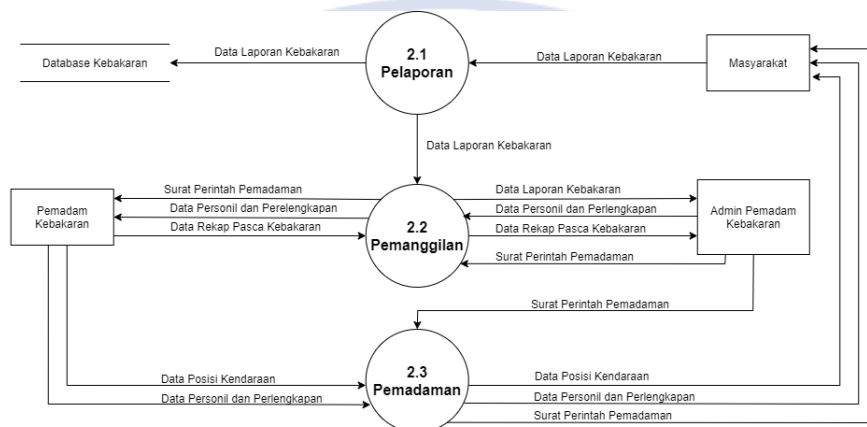 Data Laporan Kebakaran
2.1
Pelaporan
Data Laporan Kebakaran
Database Kebakaran
Masyarakat
Data Laporan Kebakaran
Surat Perintah Pemadaman
Data Laporan Kebakaran
Data Personil dan Perelengkapan
Data Personil dan Perlengkapan
Pemadam
Kebakaran
2.2
Pemanggilan
Admin Pemadam
Kebakaran
Data Rekap Pasca Kebakaran
Data Rekap Pasca Kebakaran
Surat Perintah Pemadaman
Surat Perintah Pemadaman
2.3
Pemadaman
Data Posisi Kendaraan
Data Posisi Kendaraan
Data Personil dan Perlengkapan
Data Personil dan Perlengkapan
Surat Perintah Pemadaman